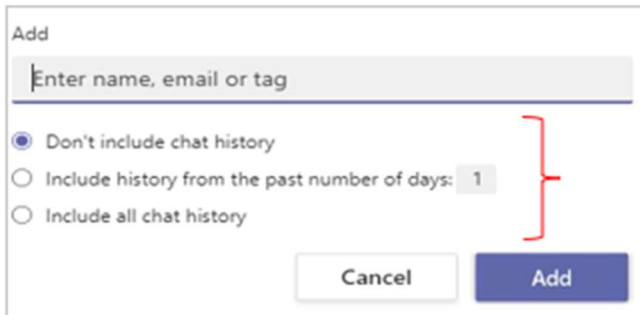 Add
Enter name, email or tag
Don't include chat history
Include history from the past number of days: 1
Include all chat history
Cancel Add